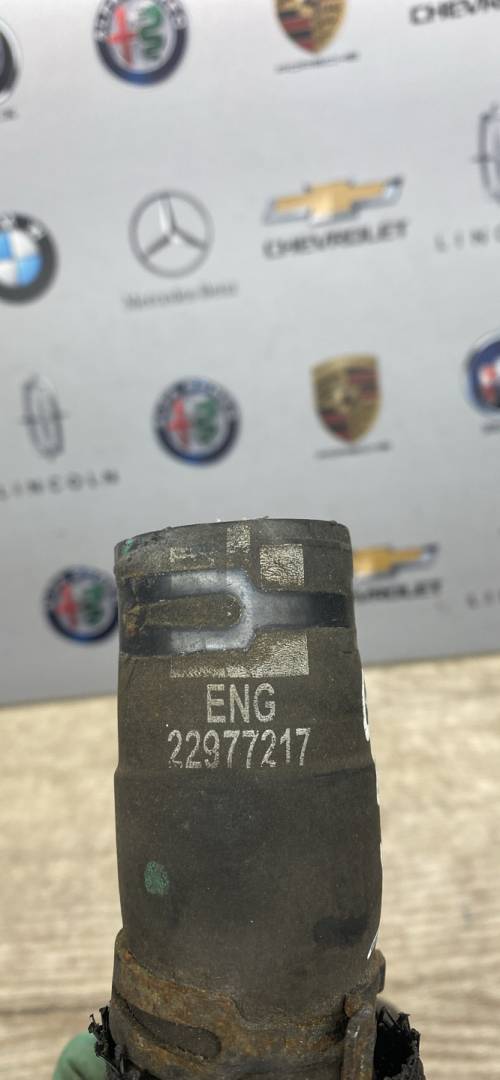 CHEVROLET
Mercedes-Benz
CHEVROLET
LINCOLN
ENG
22977217